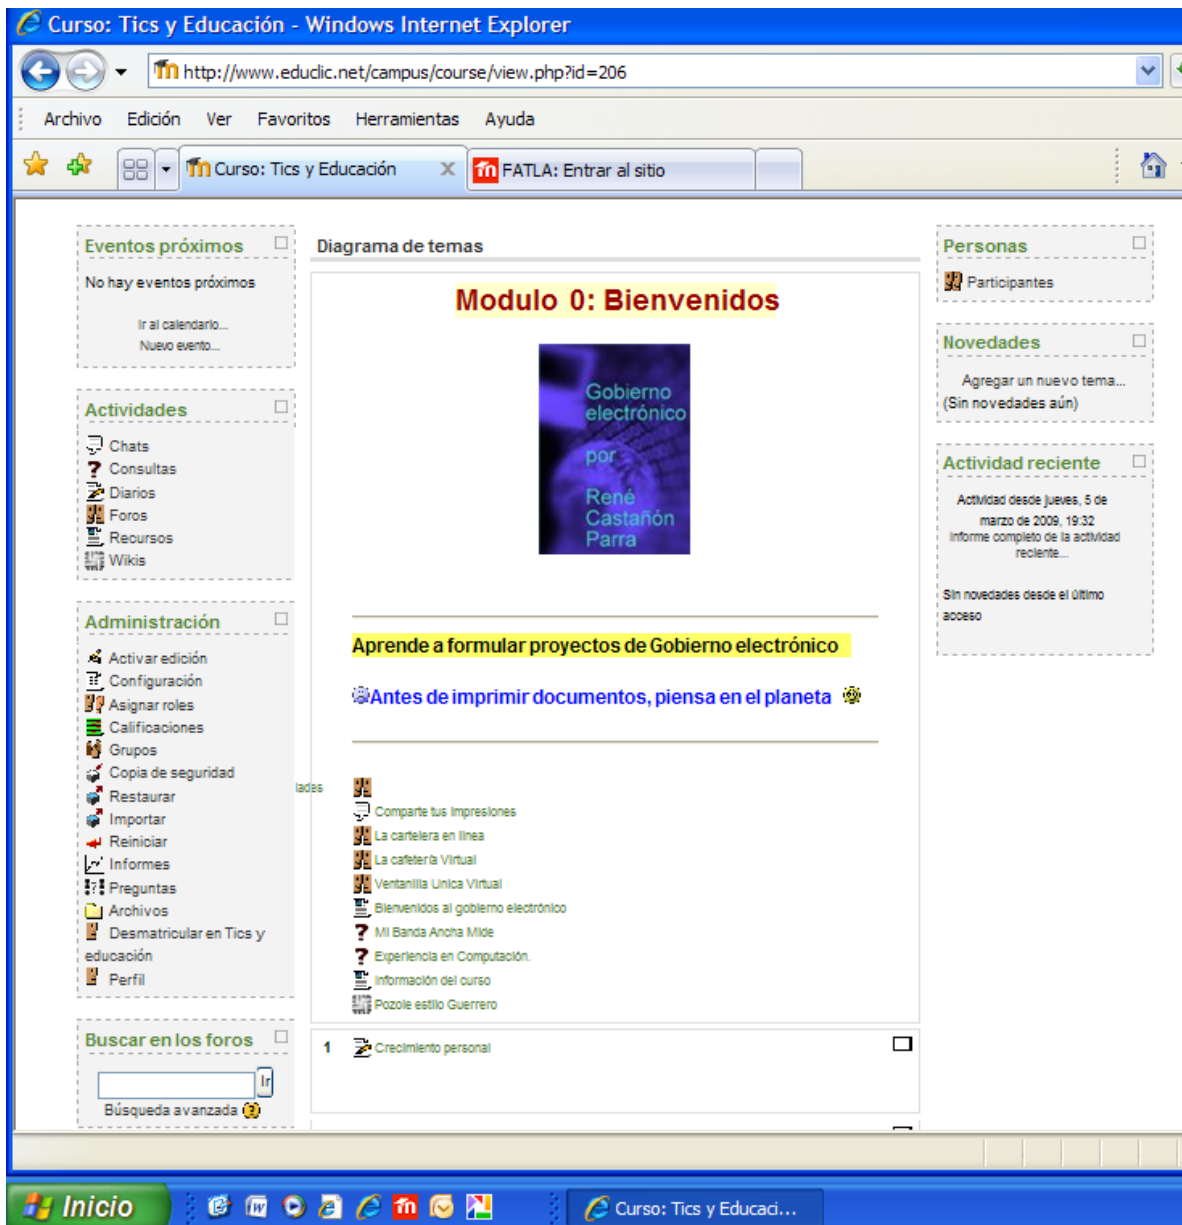 Curso: Tics y Educación - Windows Internet Explorer
http://www.educlic.net/campus/course/view.php?id=206
Archivo Edición Ver Favoritos Herramientas Ayuda
Curso: Tics y Educación X FATLA: Entrar al sitio
Eventos próximos
No hay eventos próximos
Ir al calendario...
Nuevo evento...
Actividades
Chats
Consultas
Diarios
Foros
Recursos
Wikis
Administración
Activar edición
Configuración
Asignar roles
Calificaciones
Grupos
Copia de seguridad
Restaurar
Importar
Reiniciar
Informes
Preguntas
Archivos
Desmatricular en Tics y
educación
Perfil
Buscar en los foros
Ir
Búsqueda avanzada
Diagrama de temas
Modulo 0: Bienvenidos
Gobierno
electrónico
por
René
Castañón
Parra
Aprende a formular proyectos de Gobierno electrónico
Antes de imprimir documentos, piensa en el planeta
lades
Comparte tus impresiones
La cartelera en linea
La cafetería Virtual
Ventanilla Unica Virtual
Bienvenidos al gobierno electrónico
Mi Banda Ancha Mide
Experiencia en Computación.
Información del curso
Pozole estilo Guerrero
1 Crecimiento personal
Personas
Participantes
Novedades
Agregar un nuevo tema...
(Sin novedades aún)
Actividad reciente
Actividad desde jueves, 5 de
marzo de 2009, 19:32
Informe completo de la actividad
reciente...
Sin novedades desde el último
acceso
Inicio
Curso: Tics y Educaci...